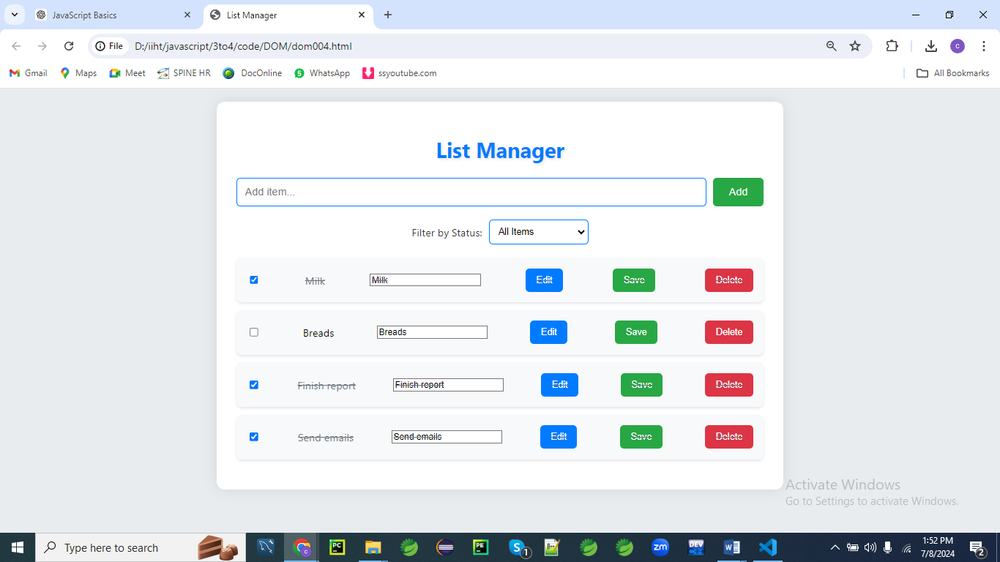 JavaScript Basics
List Manager
File
D:/iiht/javascript/3to4/code/DOM/dom004.html
c
Gmail
Maps
Meet
SPINE HR
DocOnline
5
WhatsApp
ssyoutube.com
All Bookmarks
List Manager
Add item...
Add
Filter by Status:
All Items
Milk
Milk
Edit
Save
Delete
Breads
Breads
Edit
Save
Delete
Finish report
Finish report
Edit
Save
Delete
Send emails
Send emails
Edit
Save
Delete
Activate Windows
Go to Settings to activate Windows.
Type here to search
c
PC
PE
S
1
zm
DEV
W
1:52 PM
7/8/2024
2